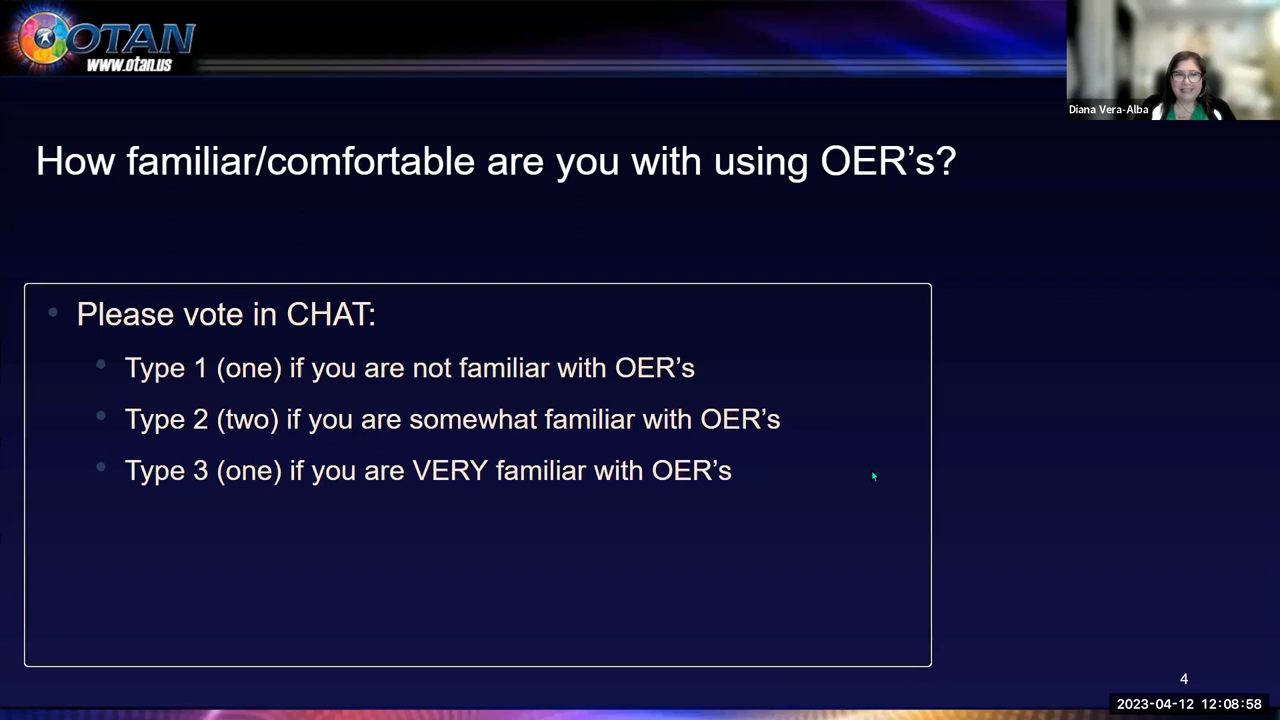 OTAN
www.otan.us
Diana Vera-Alba
How familiar/comfortable are you with using OER’s?
Please vote in CHAT:
Type 1 (one) if you are not familiar with OER’s
Type 2 (two) if you are somewhat familiar with OER’s
Type 3 (one) if you are VERY familiar with OER’s
4
2023-04-12 12:08:58